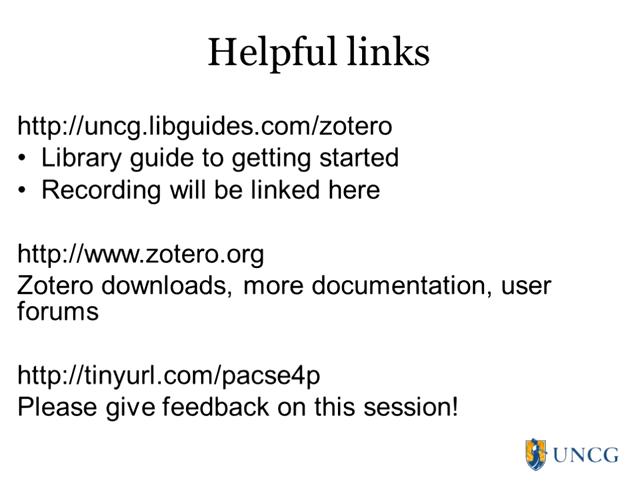 Helpful links
http://uncg.libguides.com/zotero
• Library guide to getting started
• Recording will be linked here
http://www.zotero.org
Zotero downloads, more documentation, user
forums
http://tinyurl.com/pacse4p
Please give feedback on this session!
UNCG